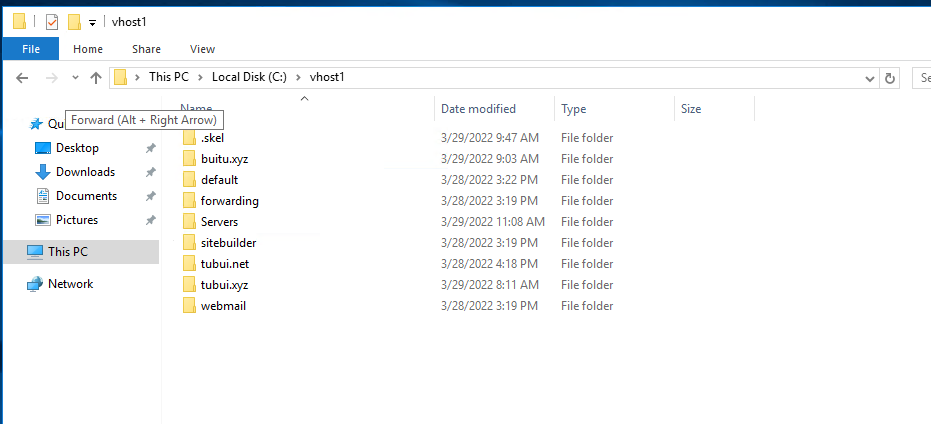 vhost1
File Home Share View
This PC Local Disk (C:) vhost1
Name Date modified Type Size
Forward (Alt + Right Arrow)
.skel 3/29/2022 9:47 AM File folder
Desktop buitu.xyz 3/29/2022 9:03 AM File folder
Downloads default 3/28/2022 3:22 PM File folder
Documents forwarding 3/28/2022 3:19 PM File folder
Pictures Servers 3/29/2022 11:08 AM File folder
sitebuilder 3/28/2022 3:19 PM File folder
This PC
tubui.net 3/28/2022 4:18 PM File folder
Network tubui.xyz 3/29/2022 8:11 AM File folder
webmail 3/28/2022 3:19 PM File folder